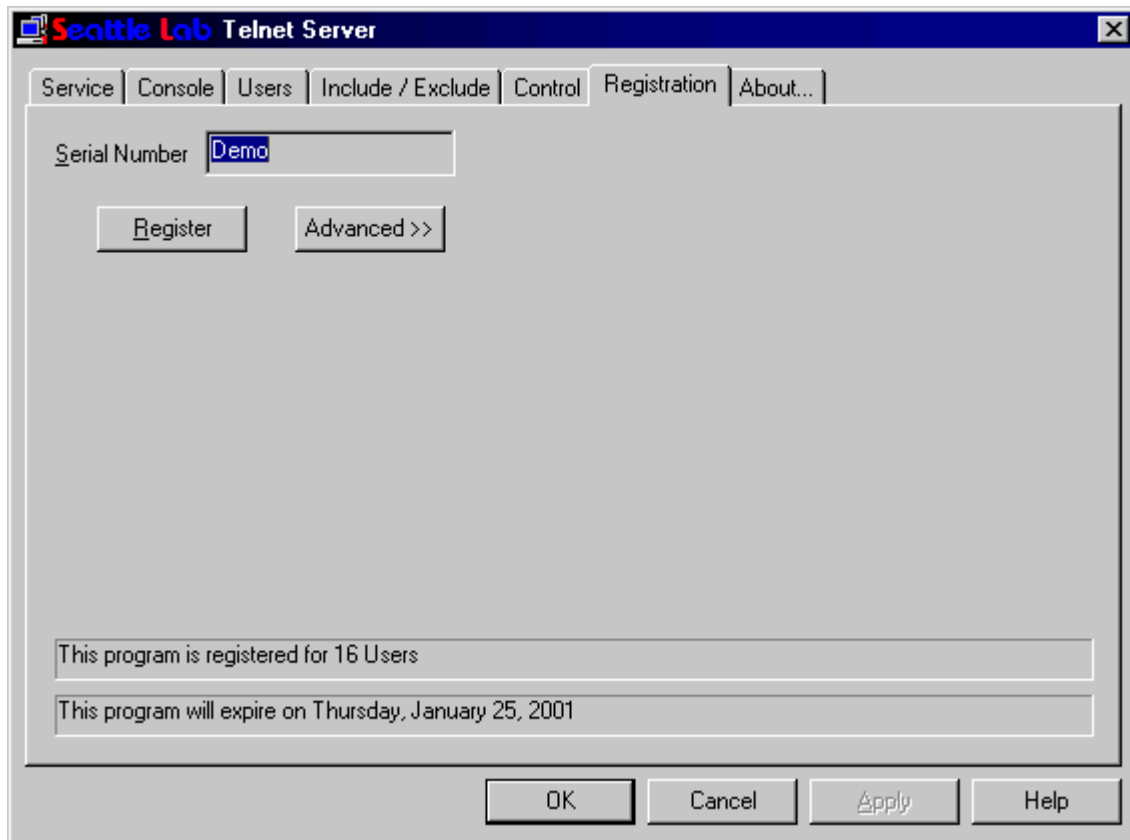 Seattle Lab Telnet Server
Service Console Users Include / Exclude Control Registration About...
Serial Number Demo
Register Advanced >>
This program is registered for 16 Users
This program will expire on Thursday, January 25, 2001
OK Cancel Apply Help